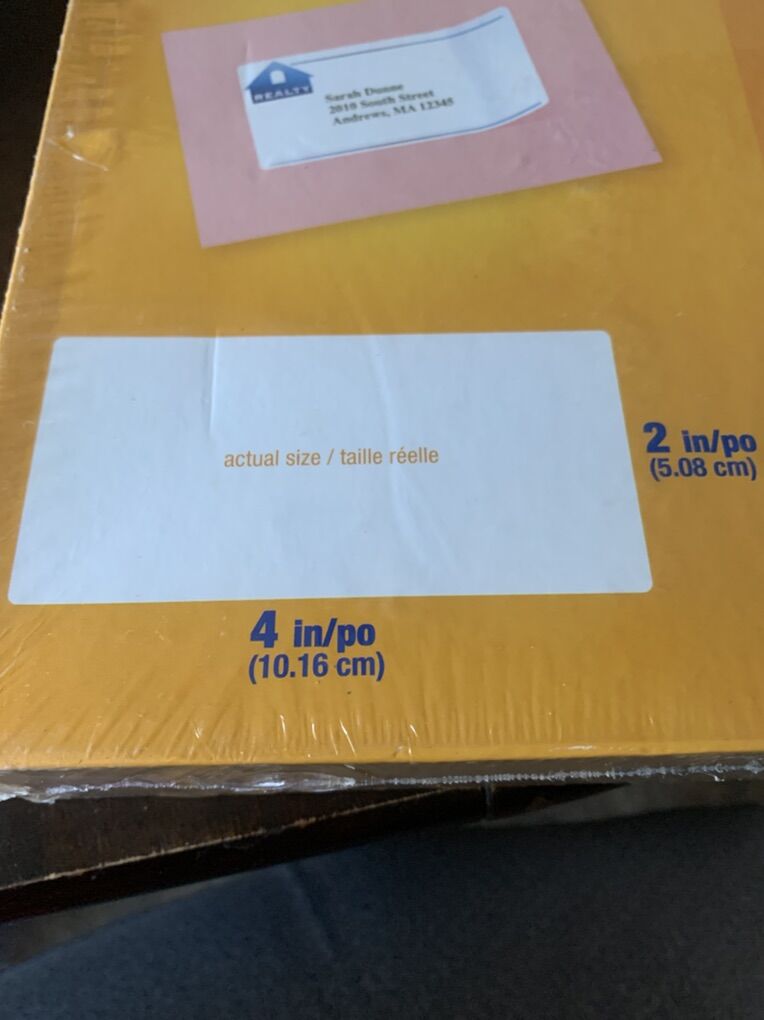 REALTY
Sarah Dunne
2010 South Street
Andrews, MA 12345
actual size / taille réelle
2 in/po
(5.08 cm)
4 in/po
(10.16 cm)